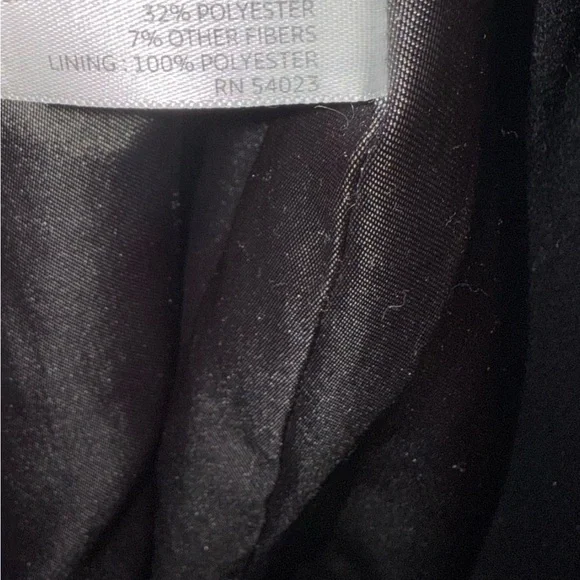 32% POLYESTER
7% OTHER FIBERS
LINING : 100% POLYESTER
RN 54023